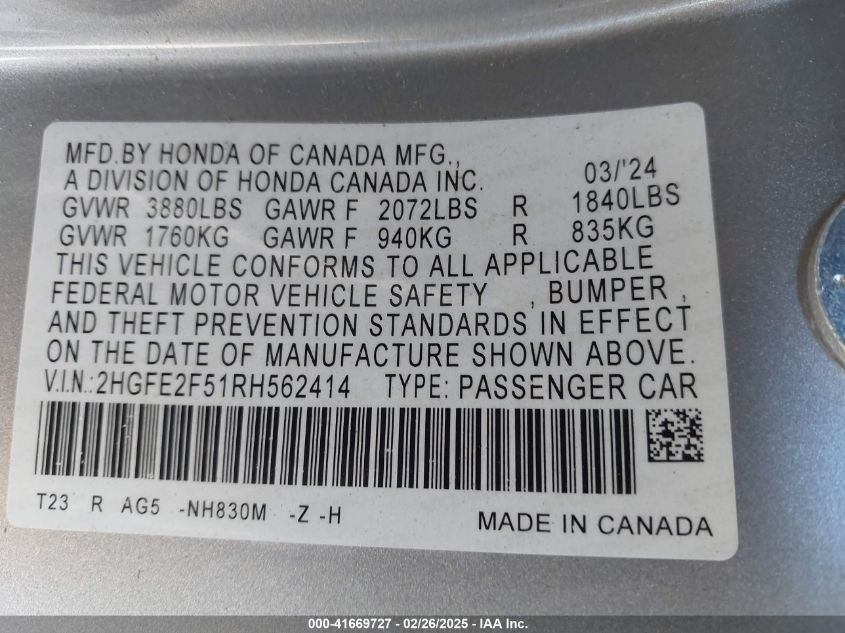 MFD.BY HONDA OF CANADA MFG.,
A DIVISION OF HONDA CANADA INC. 03/'24
GVWR 3880LBS GAWR F 2072LBS R 1840LBS
GVWR 1760KG GAWR F 940KG R 835KG
THIS VEHICLE CONFORMS TO ALL APPLICABLE
FEDERAL MOTOR VEHICLE SAFETY , BUMPER ,
AND THEFT PREVENTION STANDARDS IN EFFECT
ON THE DATE OF MANUFACTURE SHOWN ABOVE.
V.I.N.:2HGFE2F51RH562414 TYPE: PASSENGER CAR
T23 R AG5 -NH830M -Z -H
MADE IN CANADA
000-41669727 - 02/26/2025 - IAA Inc.